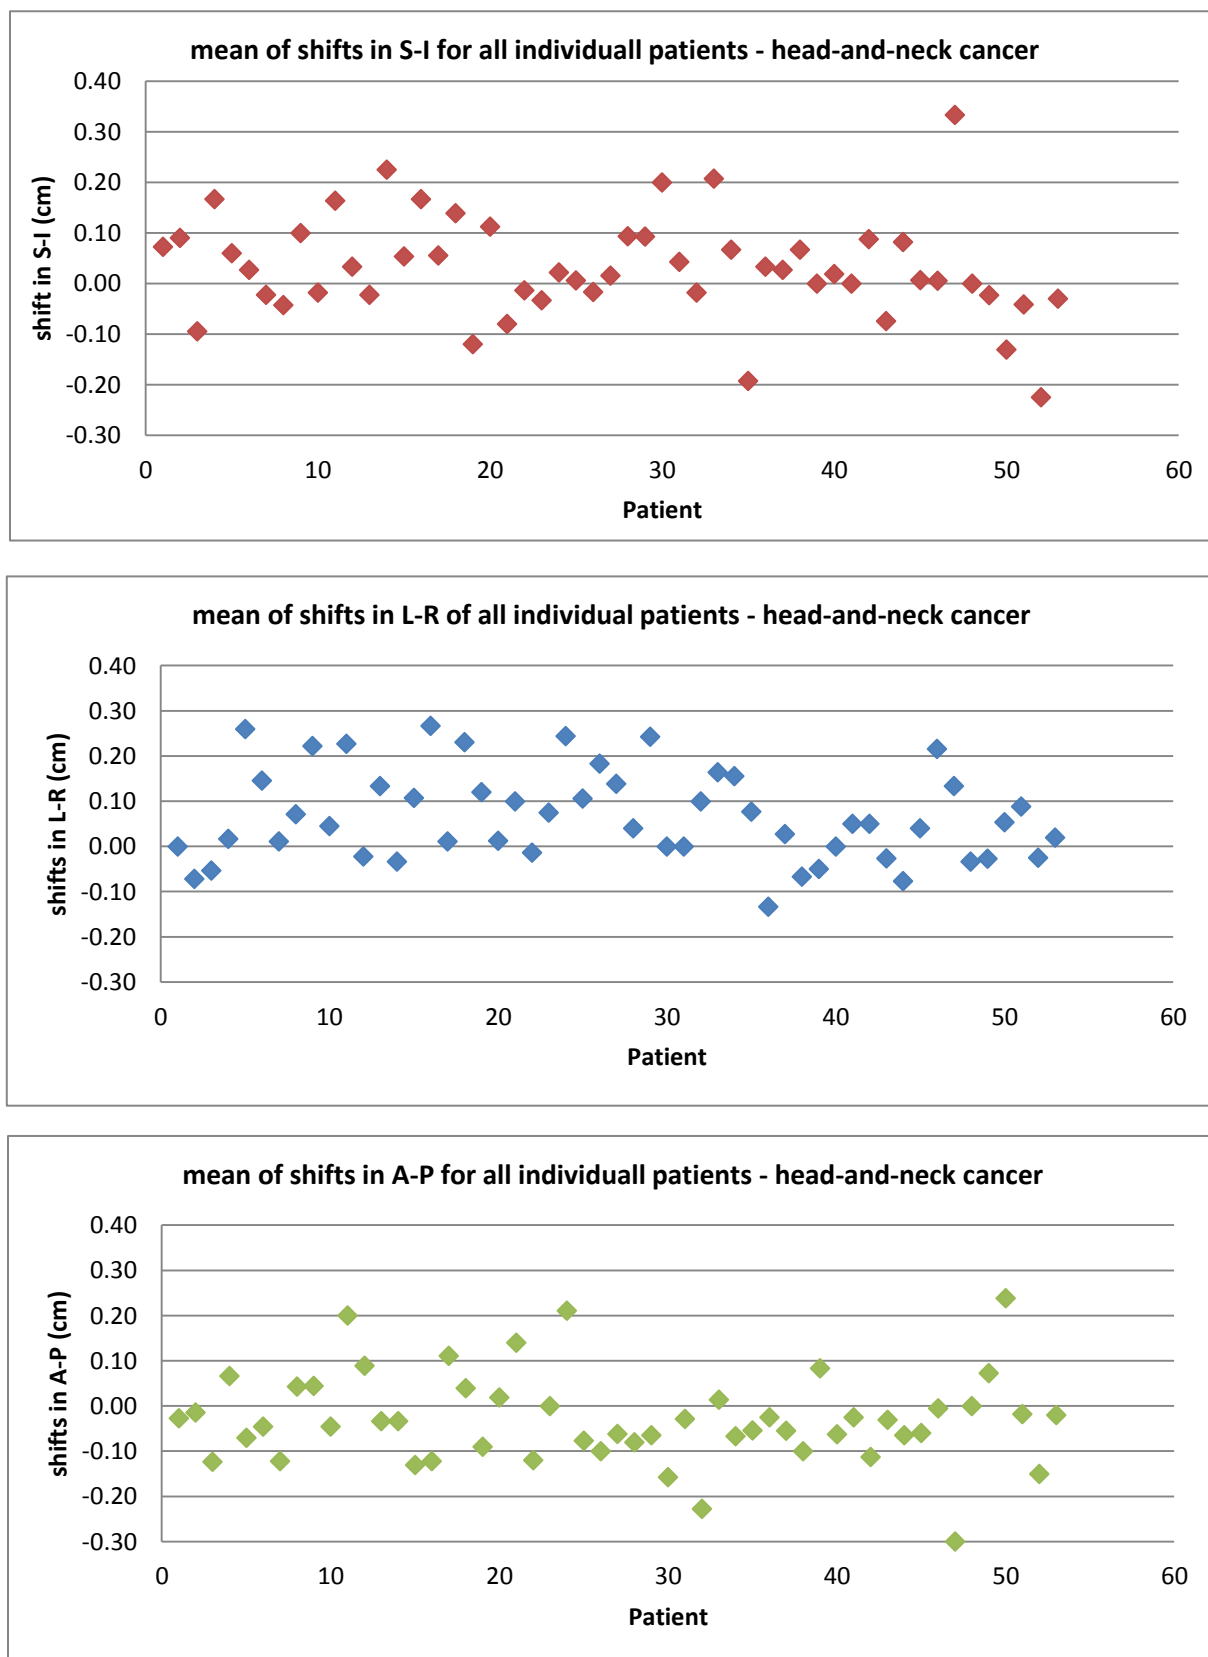 mean of shifts in S-I for all individuall patients - head-and-neck cancer
0.40
0.30
0.20
0.10
0.00
-0.10
-0.20
-0.30
shift in S-I (cm)
0 10 20 30 40 50 60
Patient
mean of shifts in L-R of all individual patients - head-and-neck cancer
0.40
0.30
0.20
0.10
0.00
-0.10
-0.20
-0.30
shifts in L-R (cm)
0 10 20 30 40 50 60
Patient
mean of shifts in A-P for all individuall patients - head-and-neck cancer
0.40
0.30
0.20
0.10
0.00
-0.10
-0.20
-0.30
shifts in A-P (cm)
0 10 20 30 40 50 60
Patient